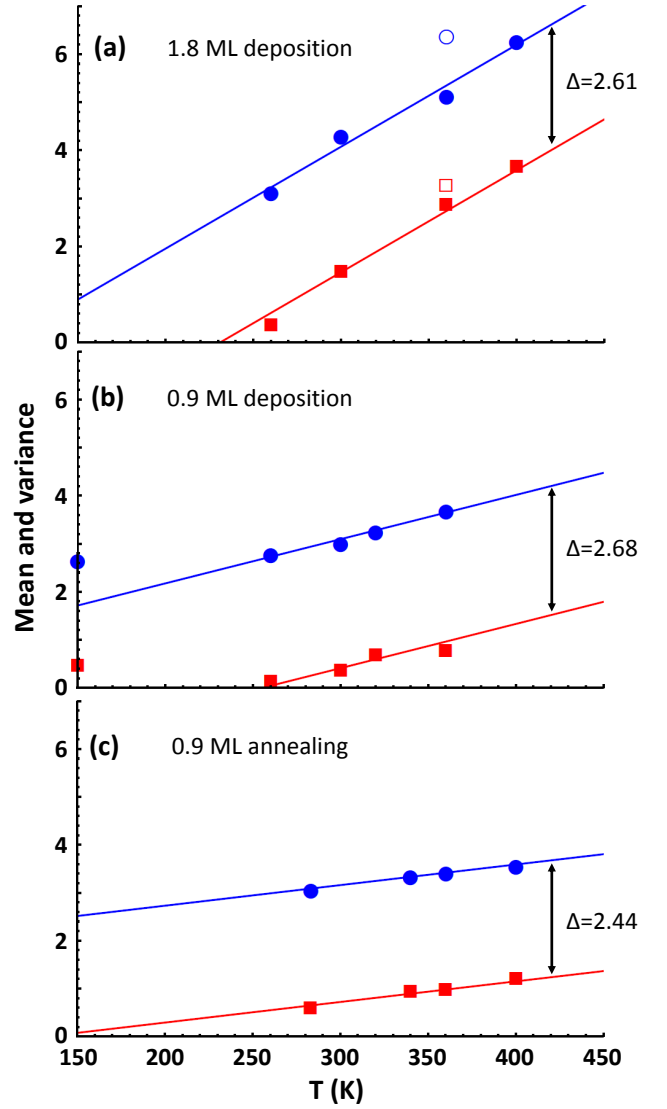 (a) 1.8 ML deposition
6
4
2
0
Δ=2.61
(b) 0.9 ML deposition
6
4
2
0
Δ=2.68
Mean and variance
(c) 0.9 ML annealing
6
4
2
0
Δ=2.44
150 200 250 300 350 400 450
T (K)